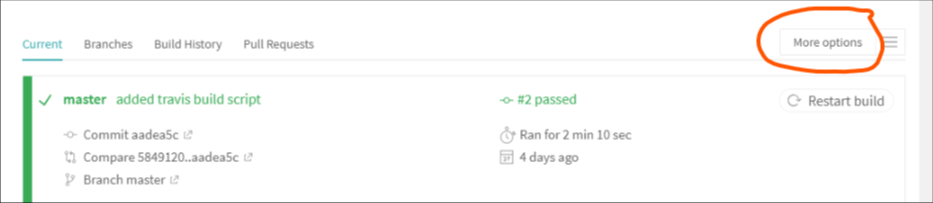 Current Branches Build History Pull Requests More options
master added travis build script #2 passed Restart build
Commit aadea5c Ran for 2 min 10 sec
Compare 5849120..aadea5c 4 days ago
Branch master